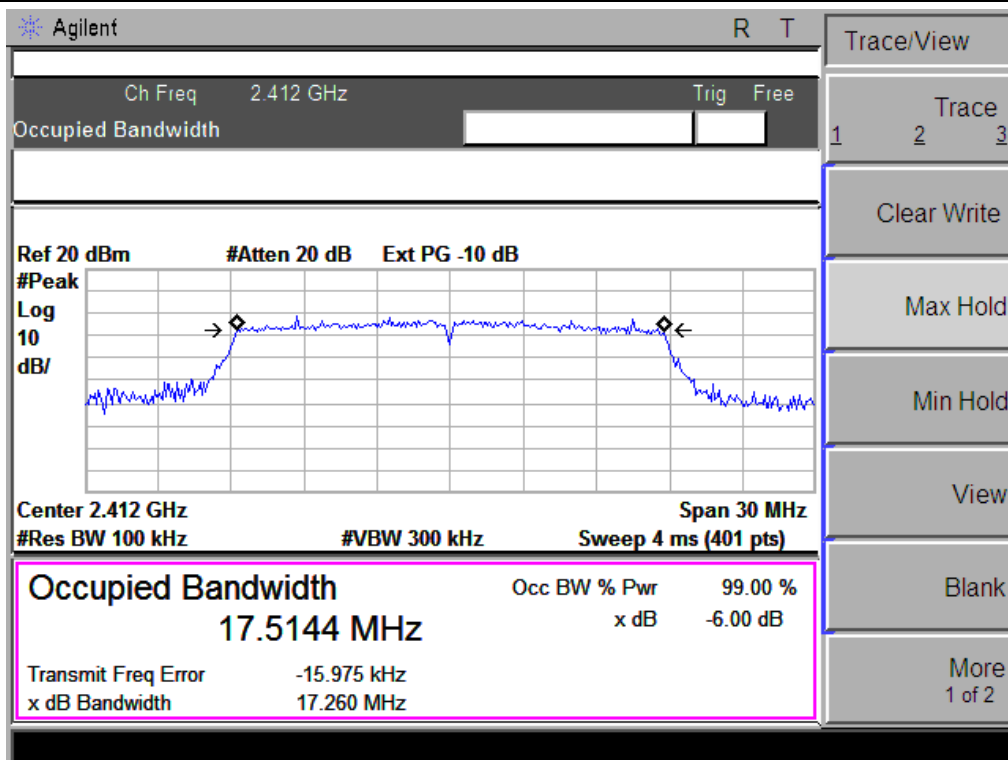 Agilent R T
Ch Freq 2.412 GHz Trig Free
Occupied Bandwidth
Ref 20 dBm #Atten 20 dB Ext PG -10 dB
#Peak
Log
10
dB/
Center 2.412 GHz Span 30 MHz
#Res BW 100 kHz #VBW 300 kHz Sweep 4 ms (401 pts)
Occupied Bandwidth Occ BW % Pwr 99.00 %
17.5144 MHz x dB -6.00 dB
Transmit Freq Error -15.975 kHz
x dB Bandwidth 17.260 MHz
Trace/View
Trace
1 2 3
Clear Write
Max Hold
Min Hold
View
Blank
More
1 of 2